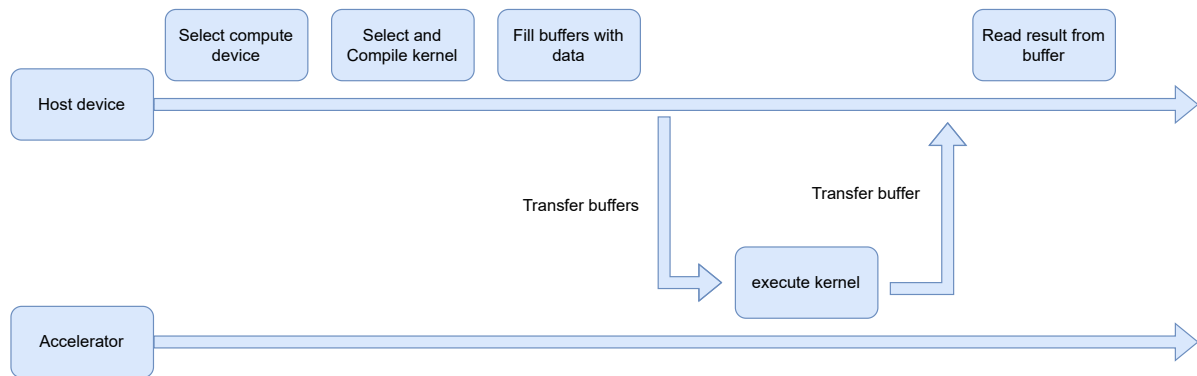 Select compute
device
Select and
Compile kernel
Fill buffers with
data
Read result from
buffer
Host device
Transfer buffers
Transfer buffer
execute kernel
Accelerator